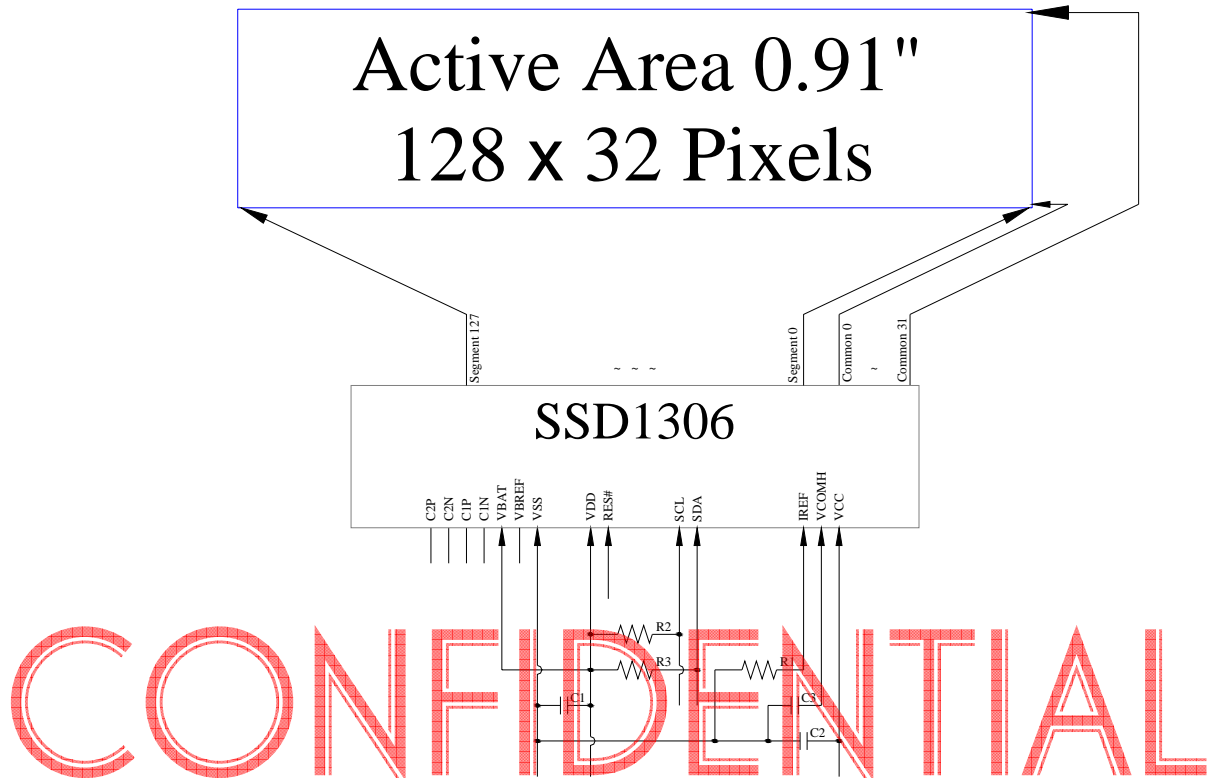 Active Area 0.91"
128 x 32 Pixels
Segment 127
~ ~ ~
Segment 0
Common 0
~
Common 31
SSD1306
C2P
C2N
C1P
C1N
VBAT
VBREF
VSS
VDD
RES#
SCL
SDA
IREF
VCOMH
VCC
R2
R3
R1
C1
C3
C2
CONFIDENTIAL